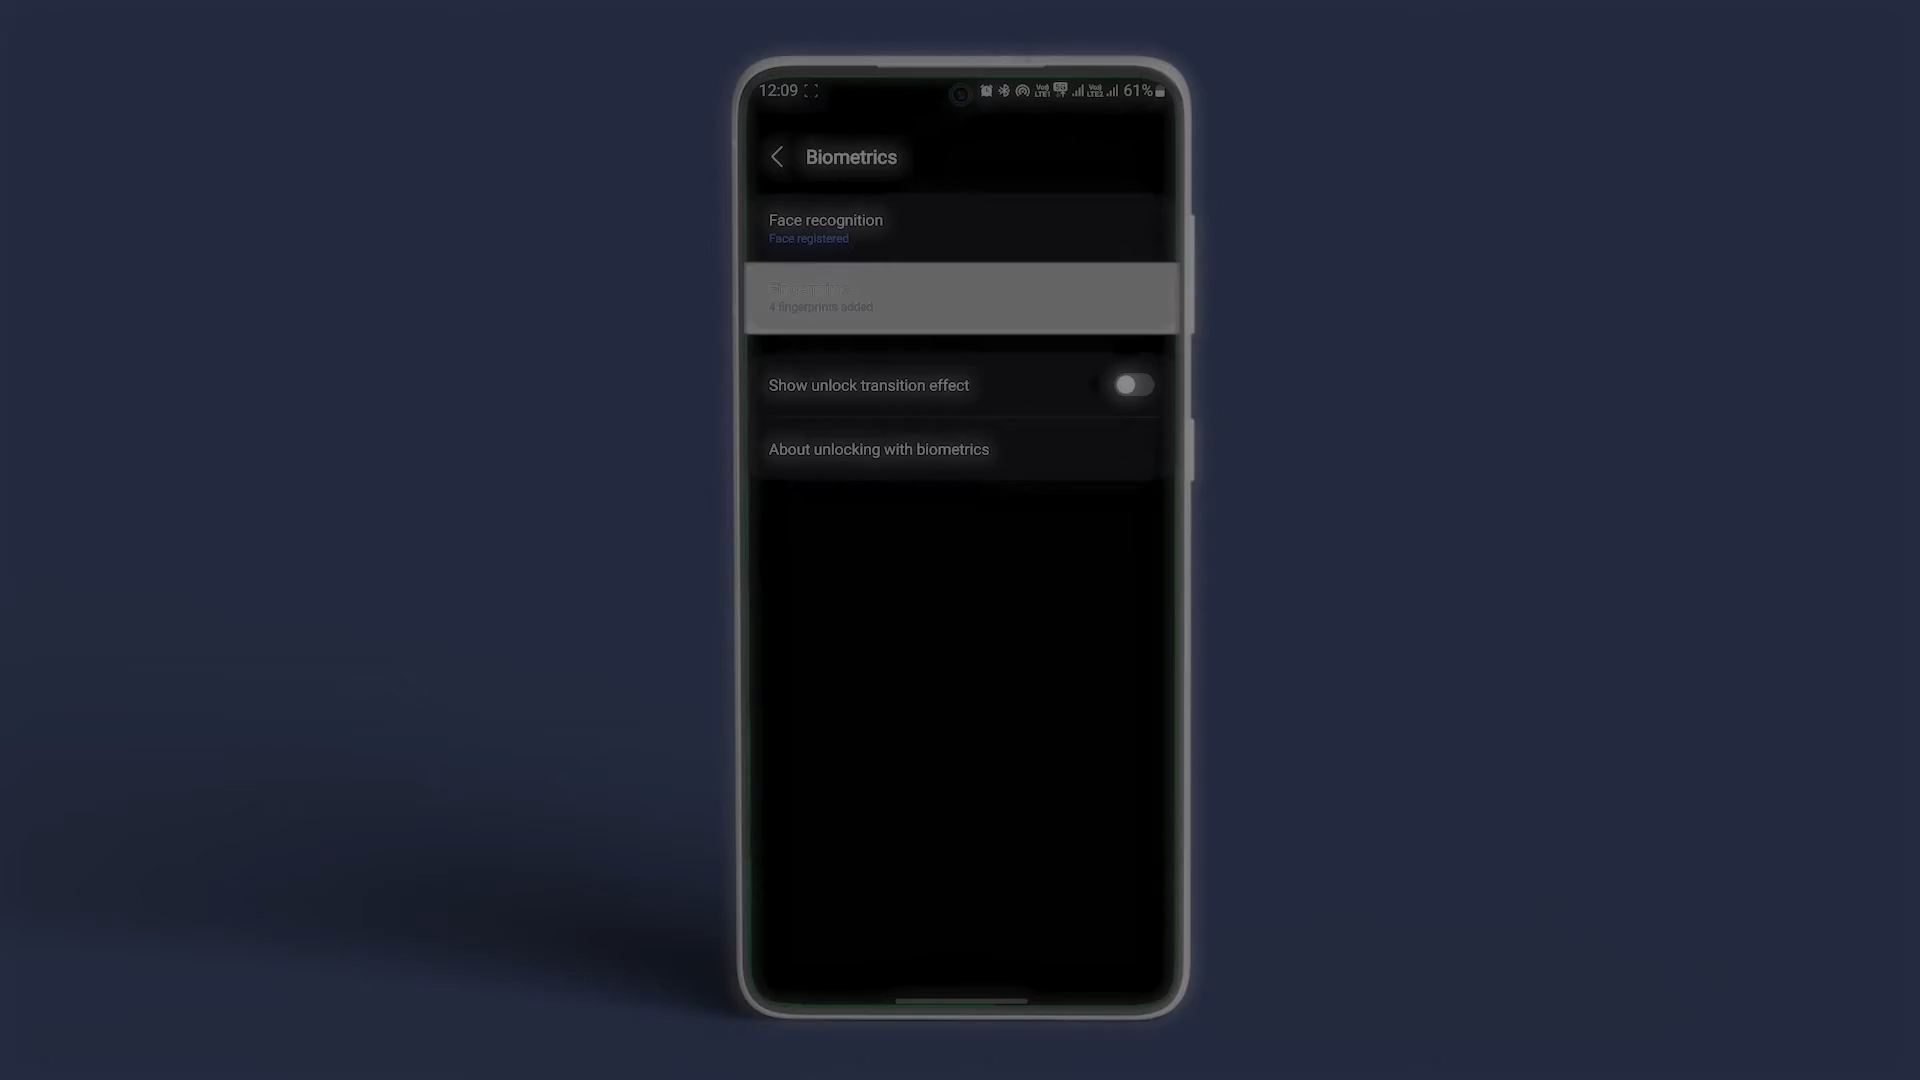 12:09
61%
Biometrics
Face recognition
Face registered
Fingerprints
4 fingerprints added
Show unlock transition effect
About unlocking with biometrics